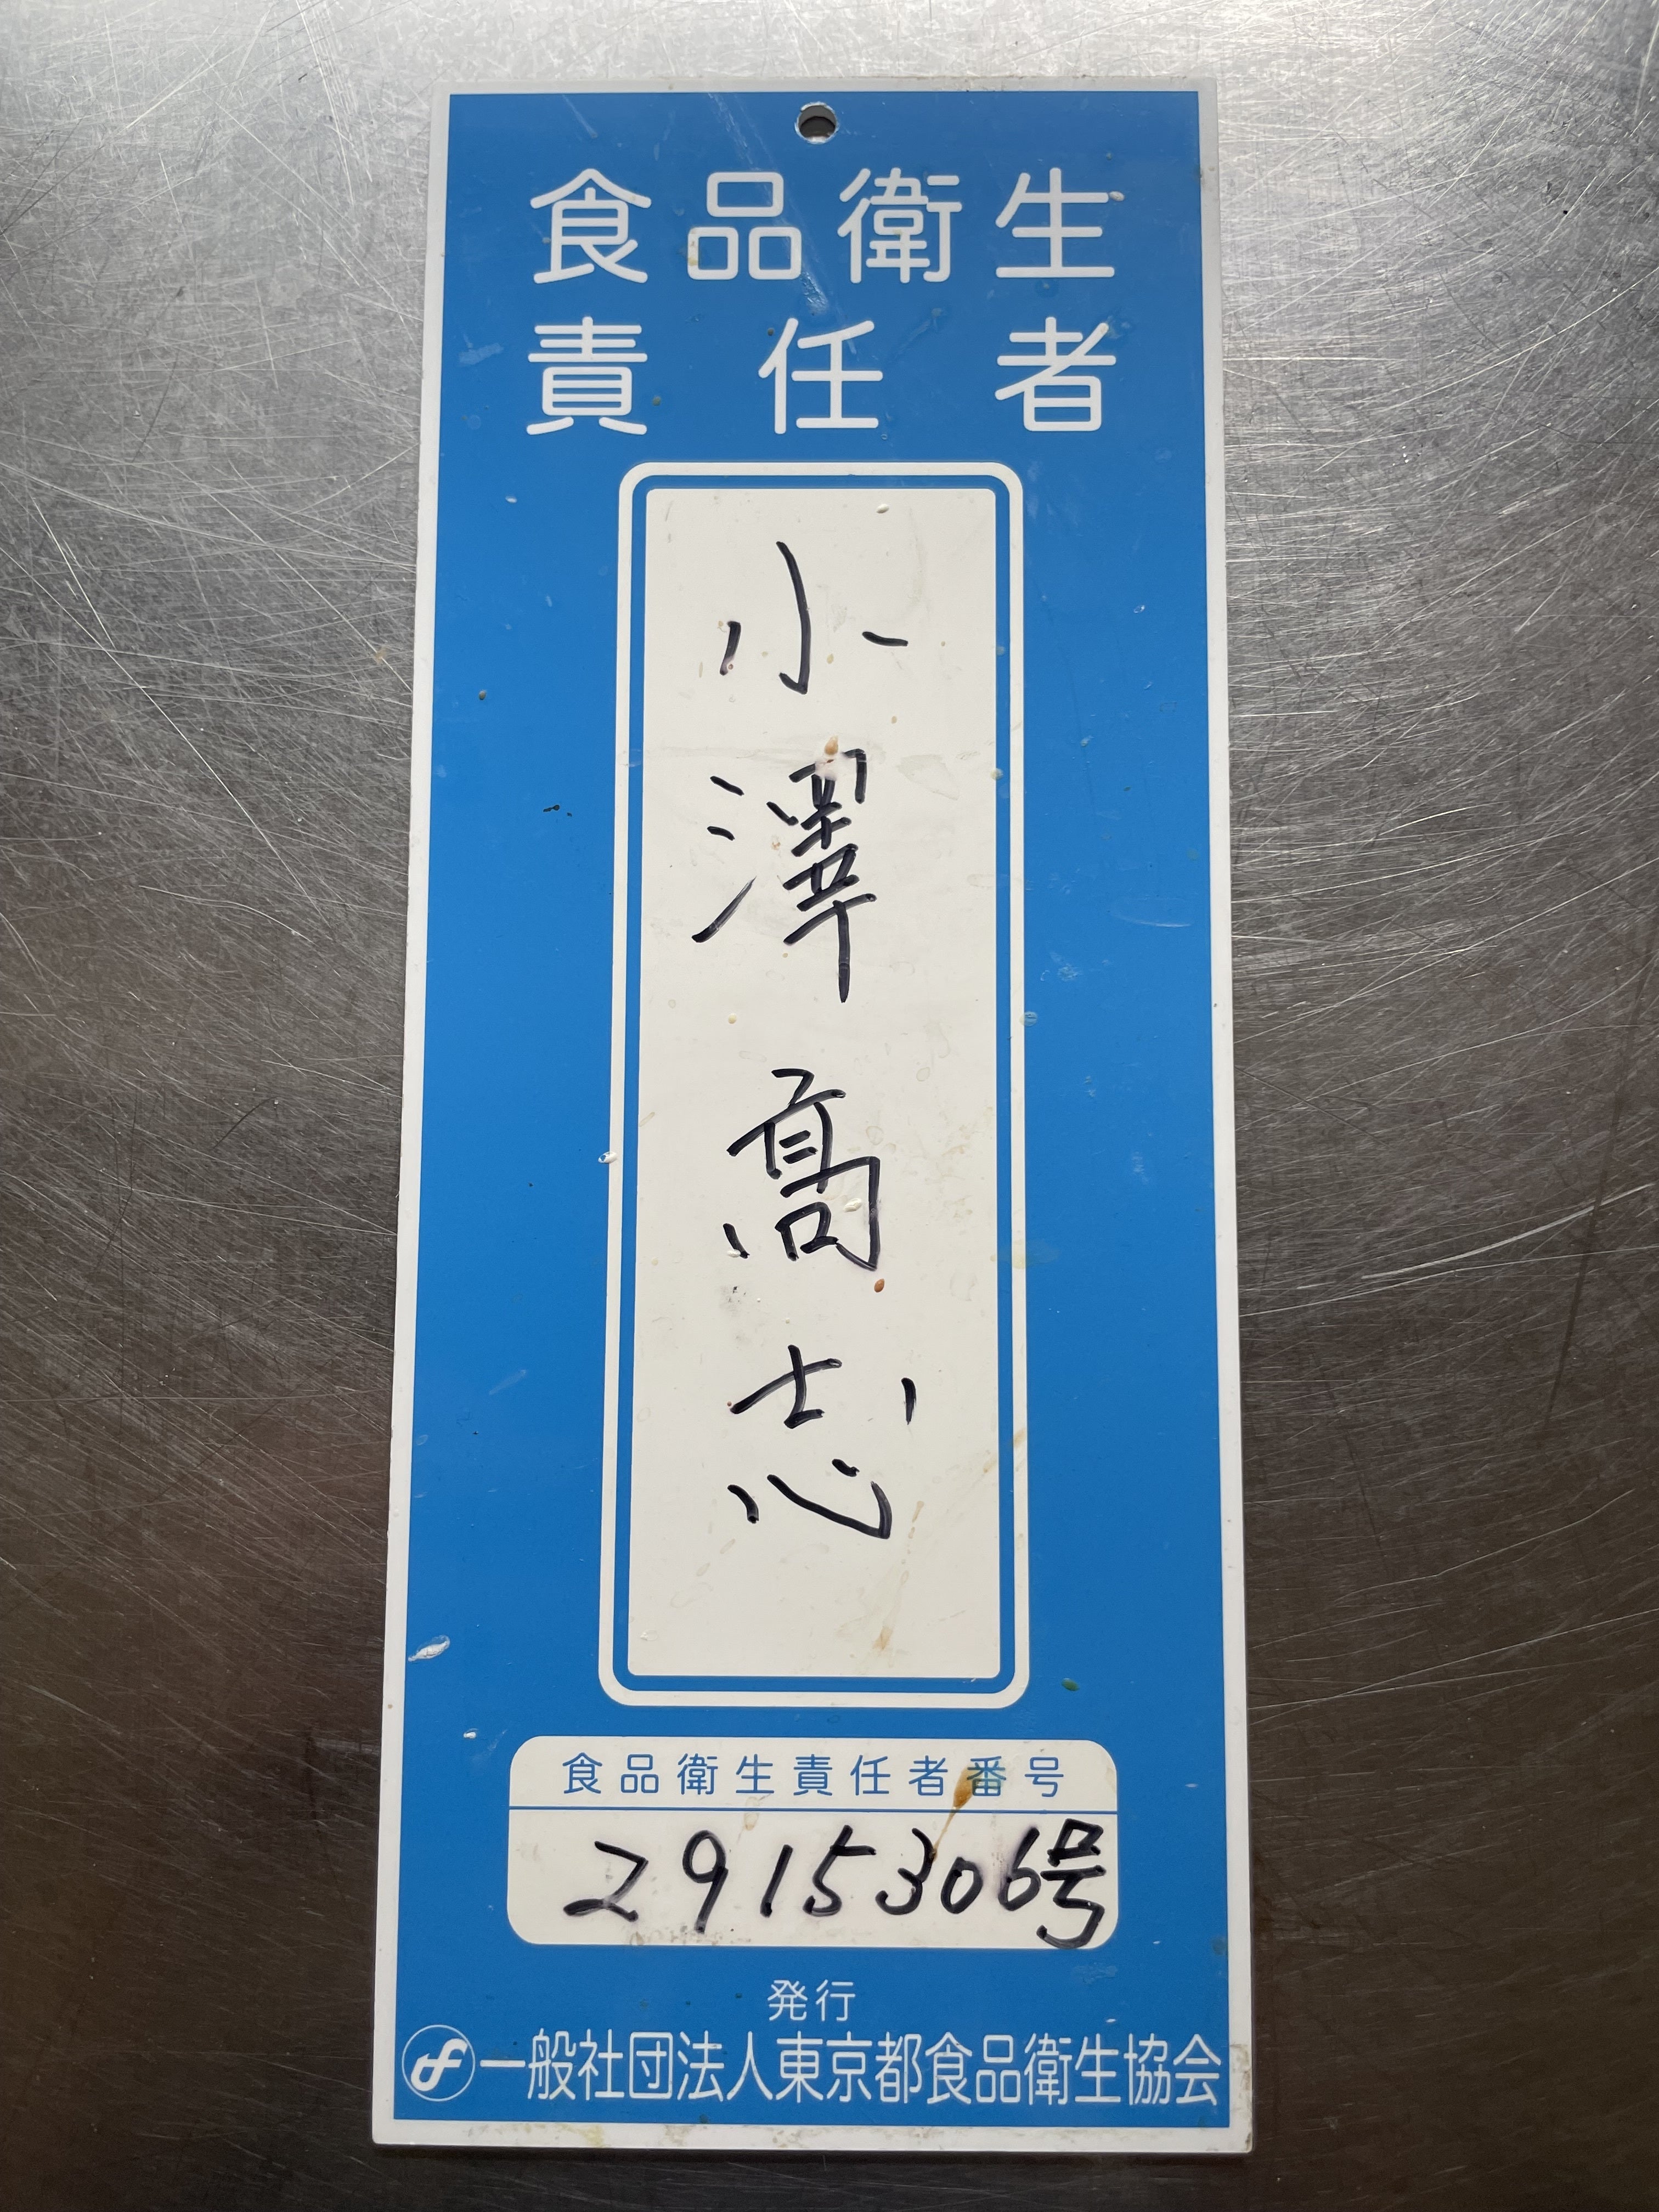 食品衛生
責任者
小澤髙志
食品衛生責任者番号
2915306号
発行
一般社団法人東京都食品衛生協会